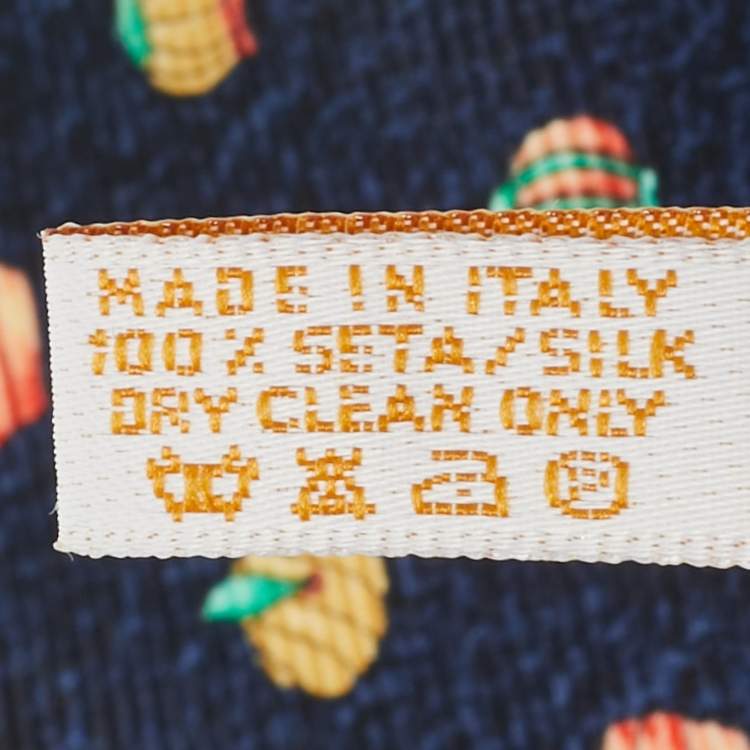 MADE IN ITALY
100% SETA/SILK
DRY CLEAN ONLY